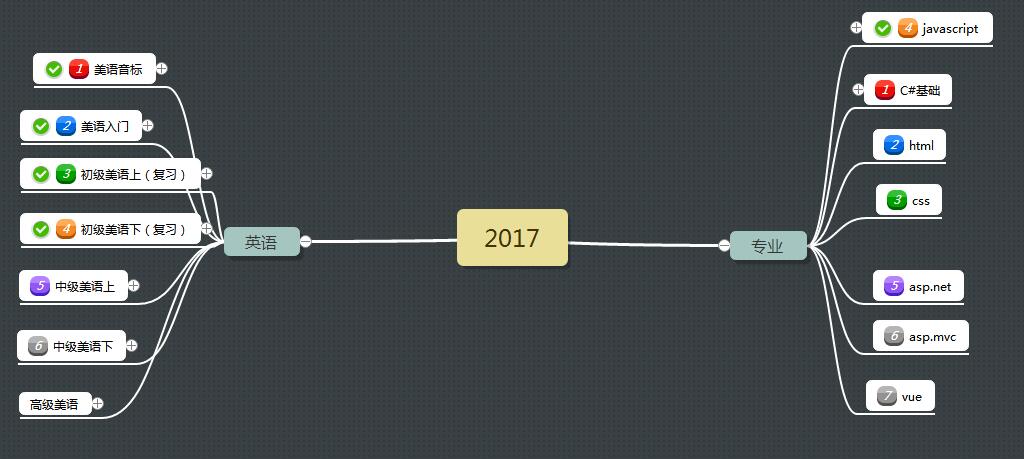 2017
英语
1 美语音标
2 美语入门
3 初级美语上（复习）
4 初级美语下（复习）
5 中级美语上
6 中级美语下
高级美语
专业
4 javascript
1 C#基础
2 html
3 css
5 asp.net
6 asp.mvc
7 vue